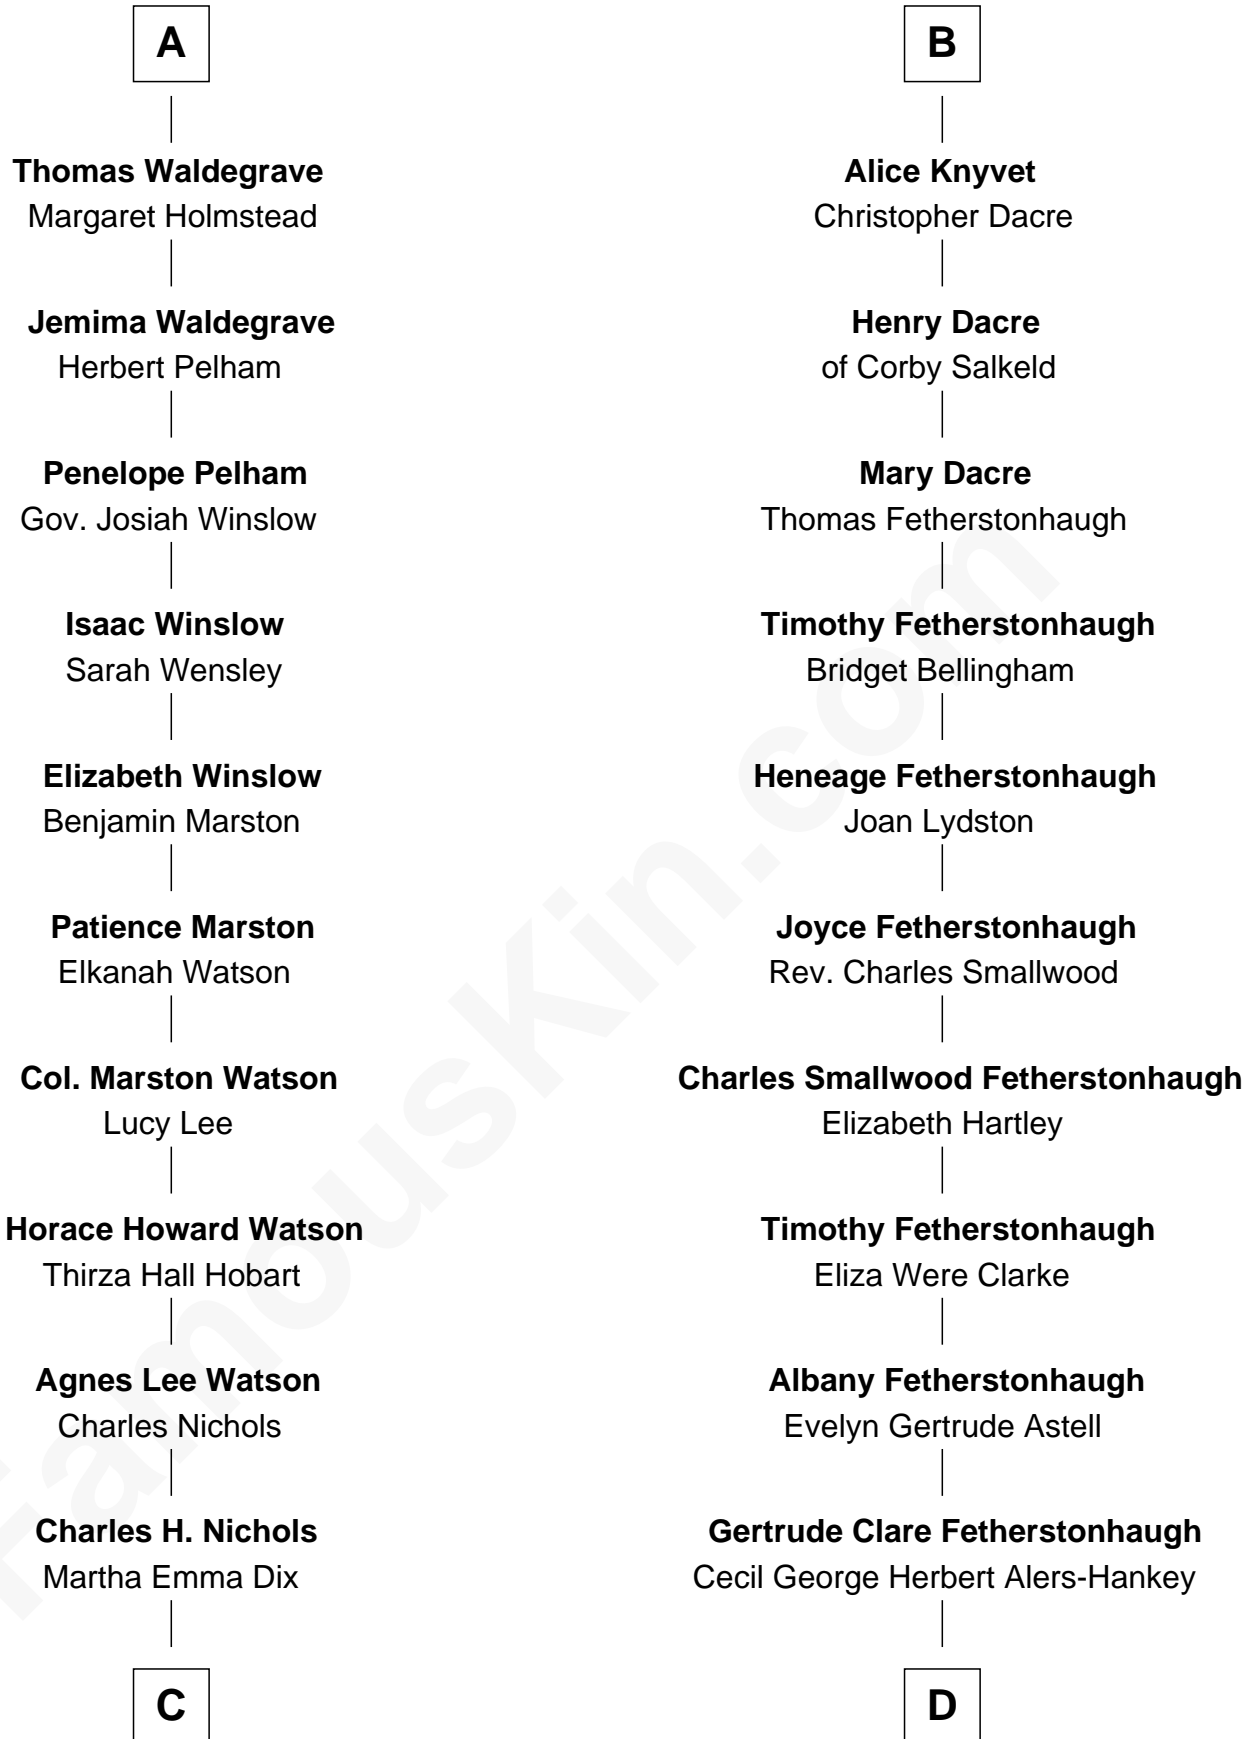 A
Thomas Waldegrave
Margaret Holmstead
Jemima Waldegrave
Herbert Pelham
Penelope Pelham
Gov. Josiah Winslow
Isaac Winslow
Sarah Wensley
Elizabeth Winslow
Benjamin Marston
Patience Marston
Elkanah Watson
Col. Marston Watson
Lucy Lee
Horace Howard Watson
Thirza Hall Hobart
Agnes Lee Watson
Charles Nichols
Charles H. Nichols
Martha Emma Dix
C
B
Alice Knyvet
Christopher Dacre
Henry Dacre
of Corby Salkeld
Mary Dacre
Thomas Fetherstonhaugh
Timothy Fetherstonhaugh
Bridget Bellingham
Heneage Fetherstonhaugh
Joan Lydston
Joyce Fetherstonhaugh
Rev. Charles Smallwood
Charles Smallwood Fetherstonhaugh
Elizabeth Hartley
Timothy Fetherstonhaugh
Eliza Were Clarke
Albany Fetherstonhaugh
Evelyn Gertrude Astell
Gertrude Clare Fetherstonhaugh
Cecil George Herbert Alers-Hankey
D
FamousKin.com